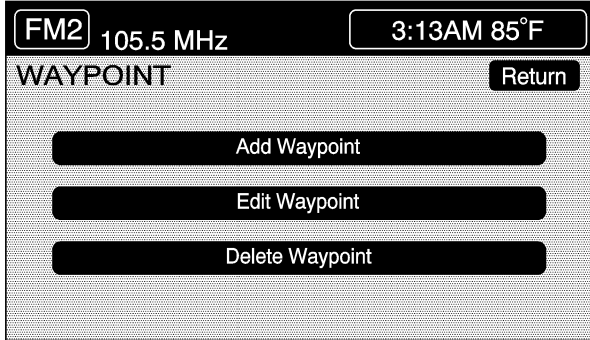 FM2 105.5 MHz 3:13AM 85°F
WAYPOINT Return
Add Waypoint
Edit Waypoint
Delete Waypoint